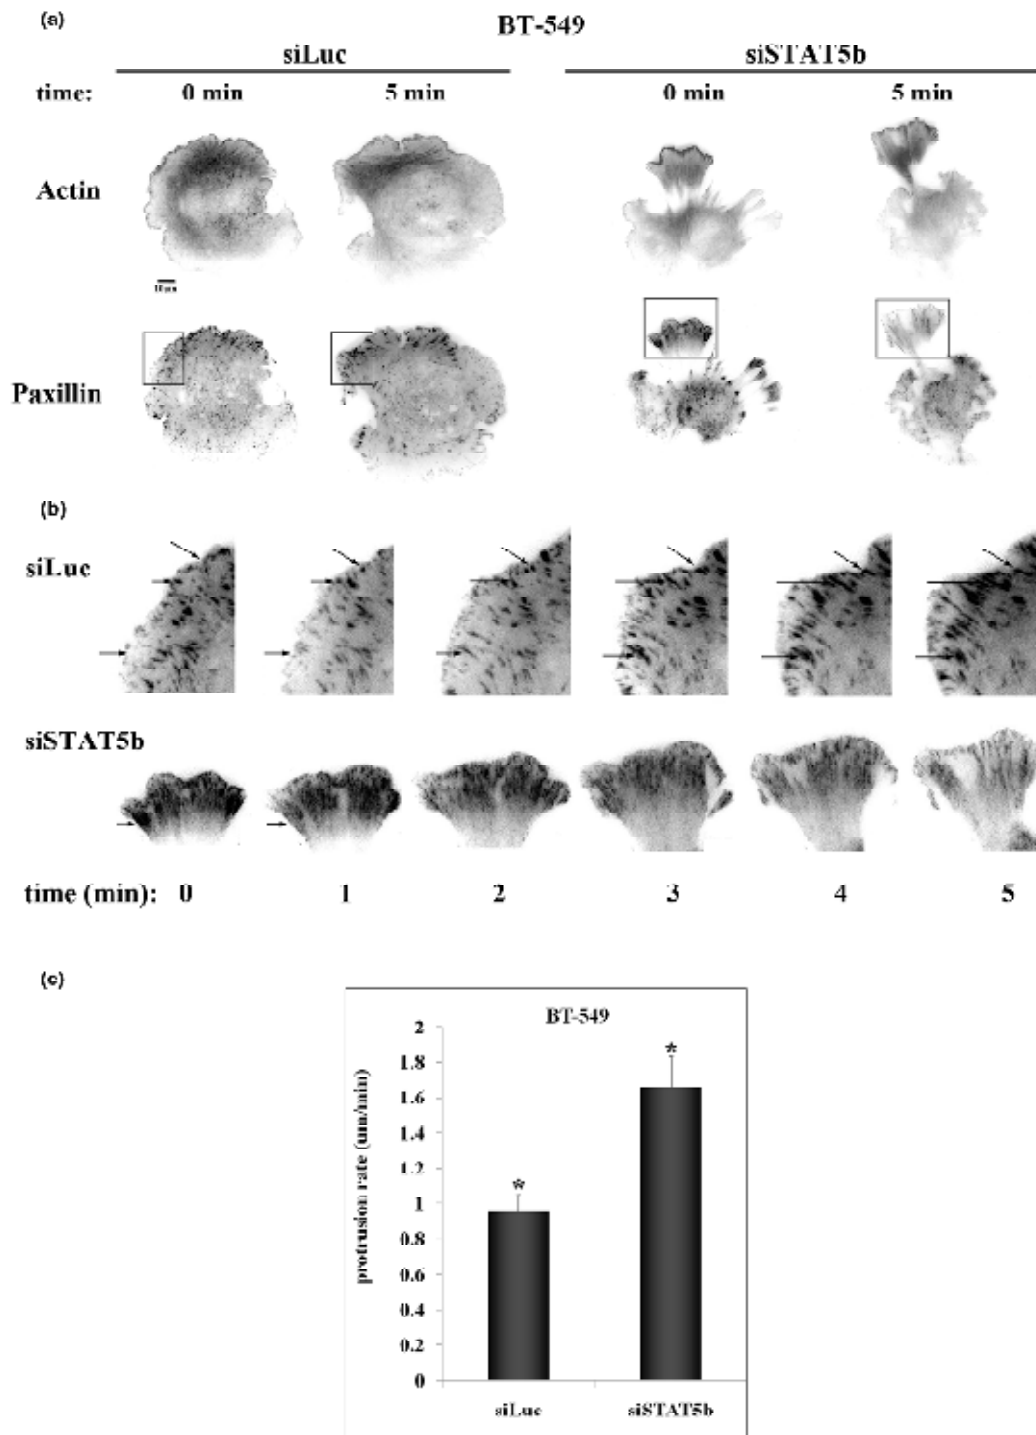 (a)
BT-549
siLuc siSTAT5b
time: 0 min 5 min 0 min 5 min
Actin
Paxillin
(b)
siLuc
siSTAT5b
time (min): 0 1 2 3 4 5
(c)
BT-549
protrusion rate (um/min)
2
1.8
1.6
1.4
1.2
1
0.8
0.6
0.4
0.2
0
*
*
siLuc siSTAT5b